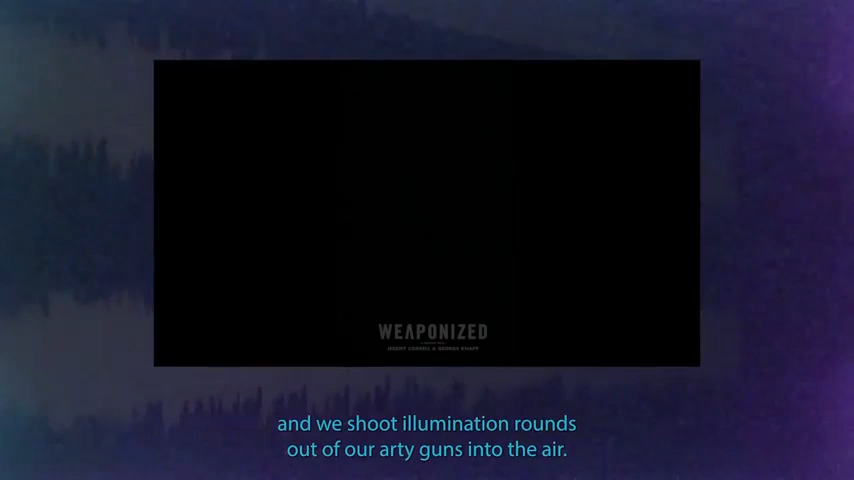 WEAPONIZED
JEREMY CORBELL & GEORGE KNAPP
and we shoot illumination rounds
out of our arty guns into the air.